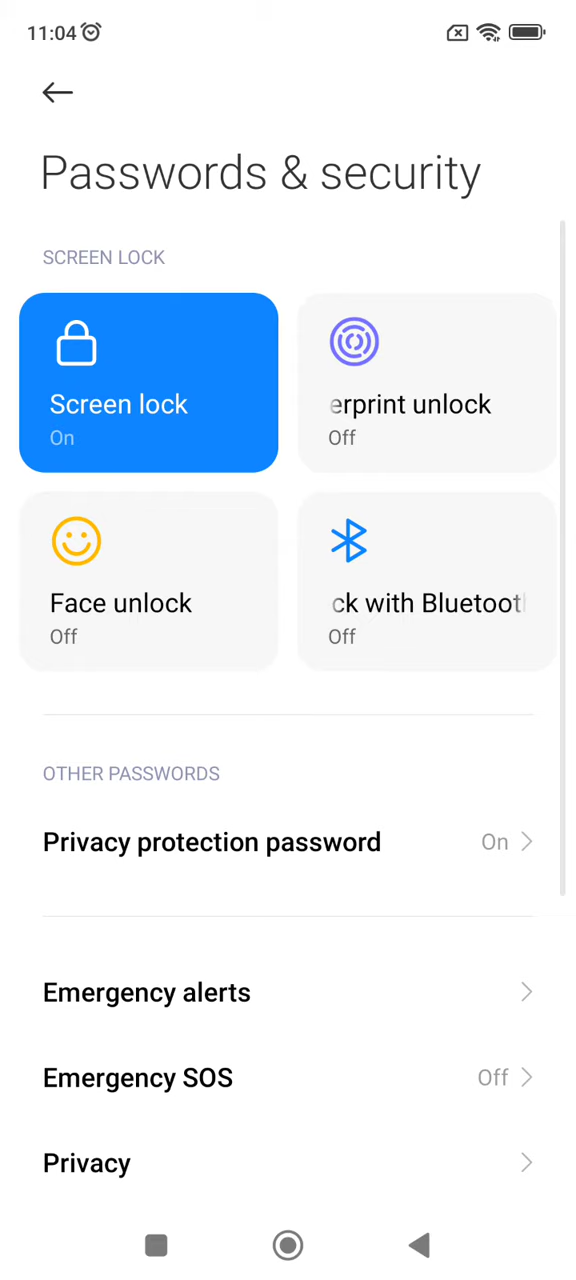 11:04
Passwords & security
SCREEN LOCK
Screen lock
On
erprint unlock
Off
Face unlock
Off
ck with Bluetoot
Off
OTHER PASSWORDS
Privacy protection password
On
Emergency alerts
Emergency SOS
Off
Privacy